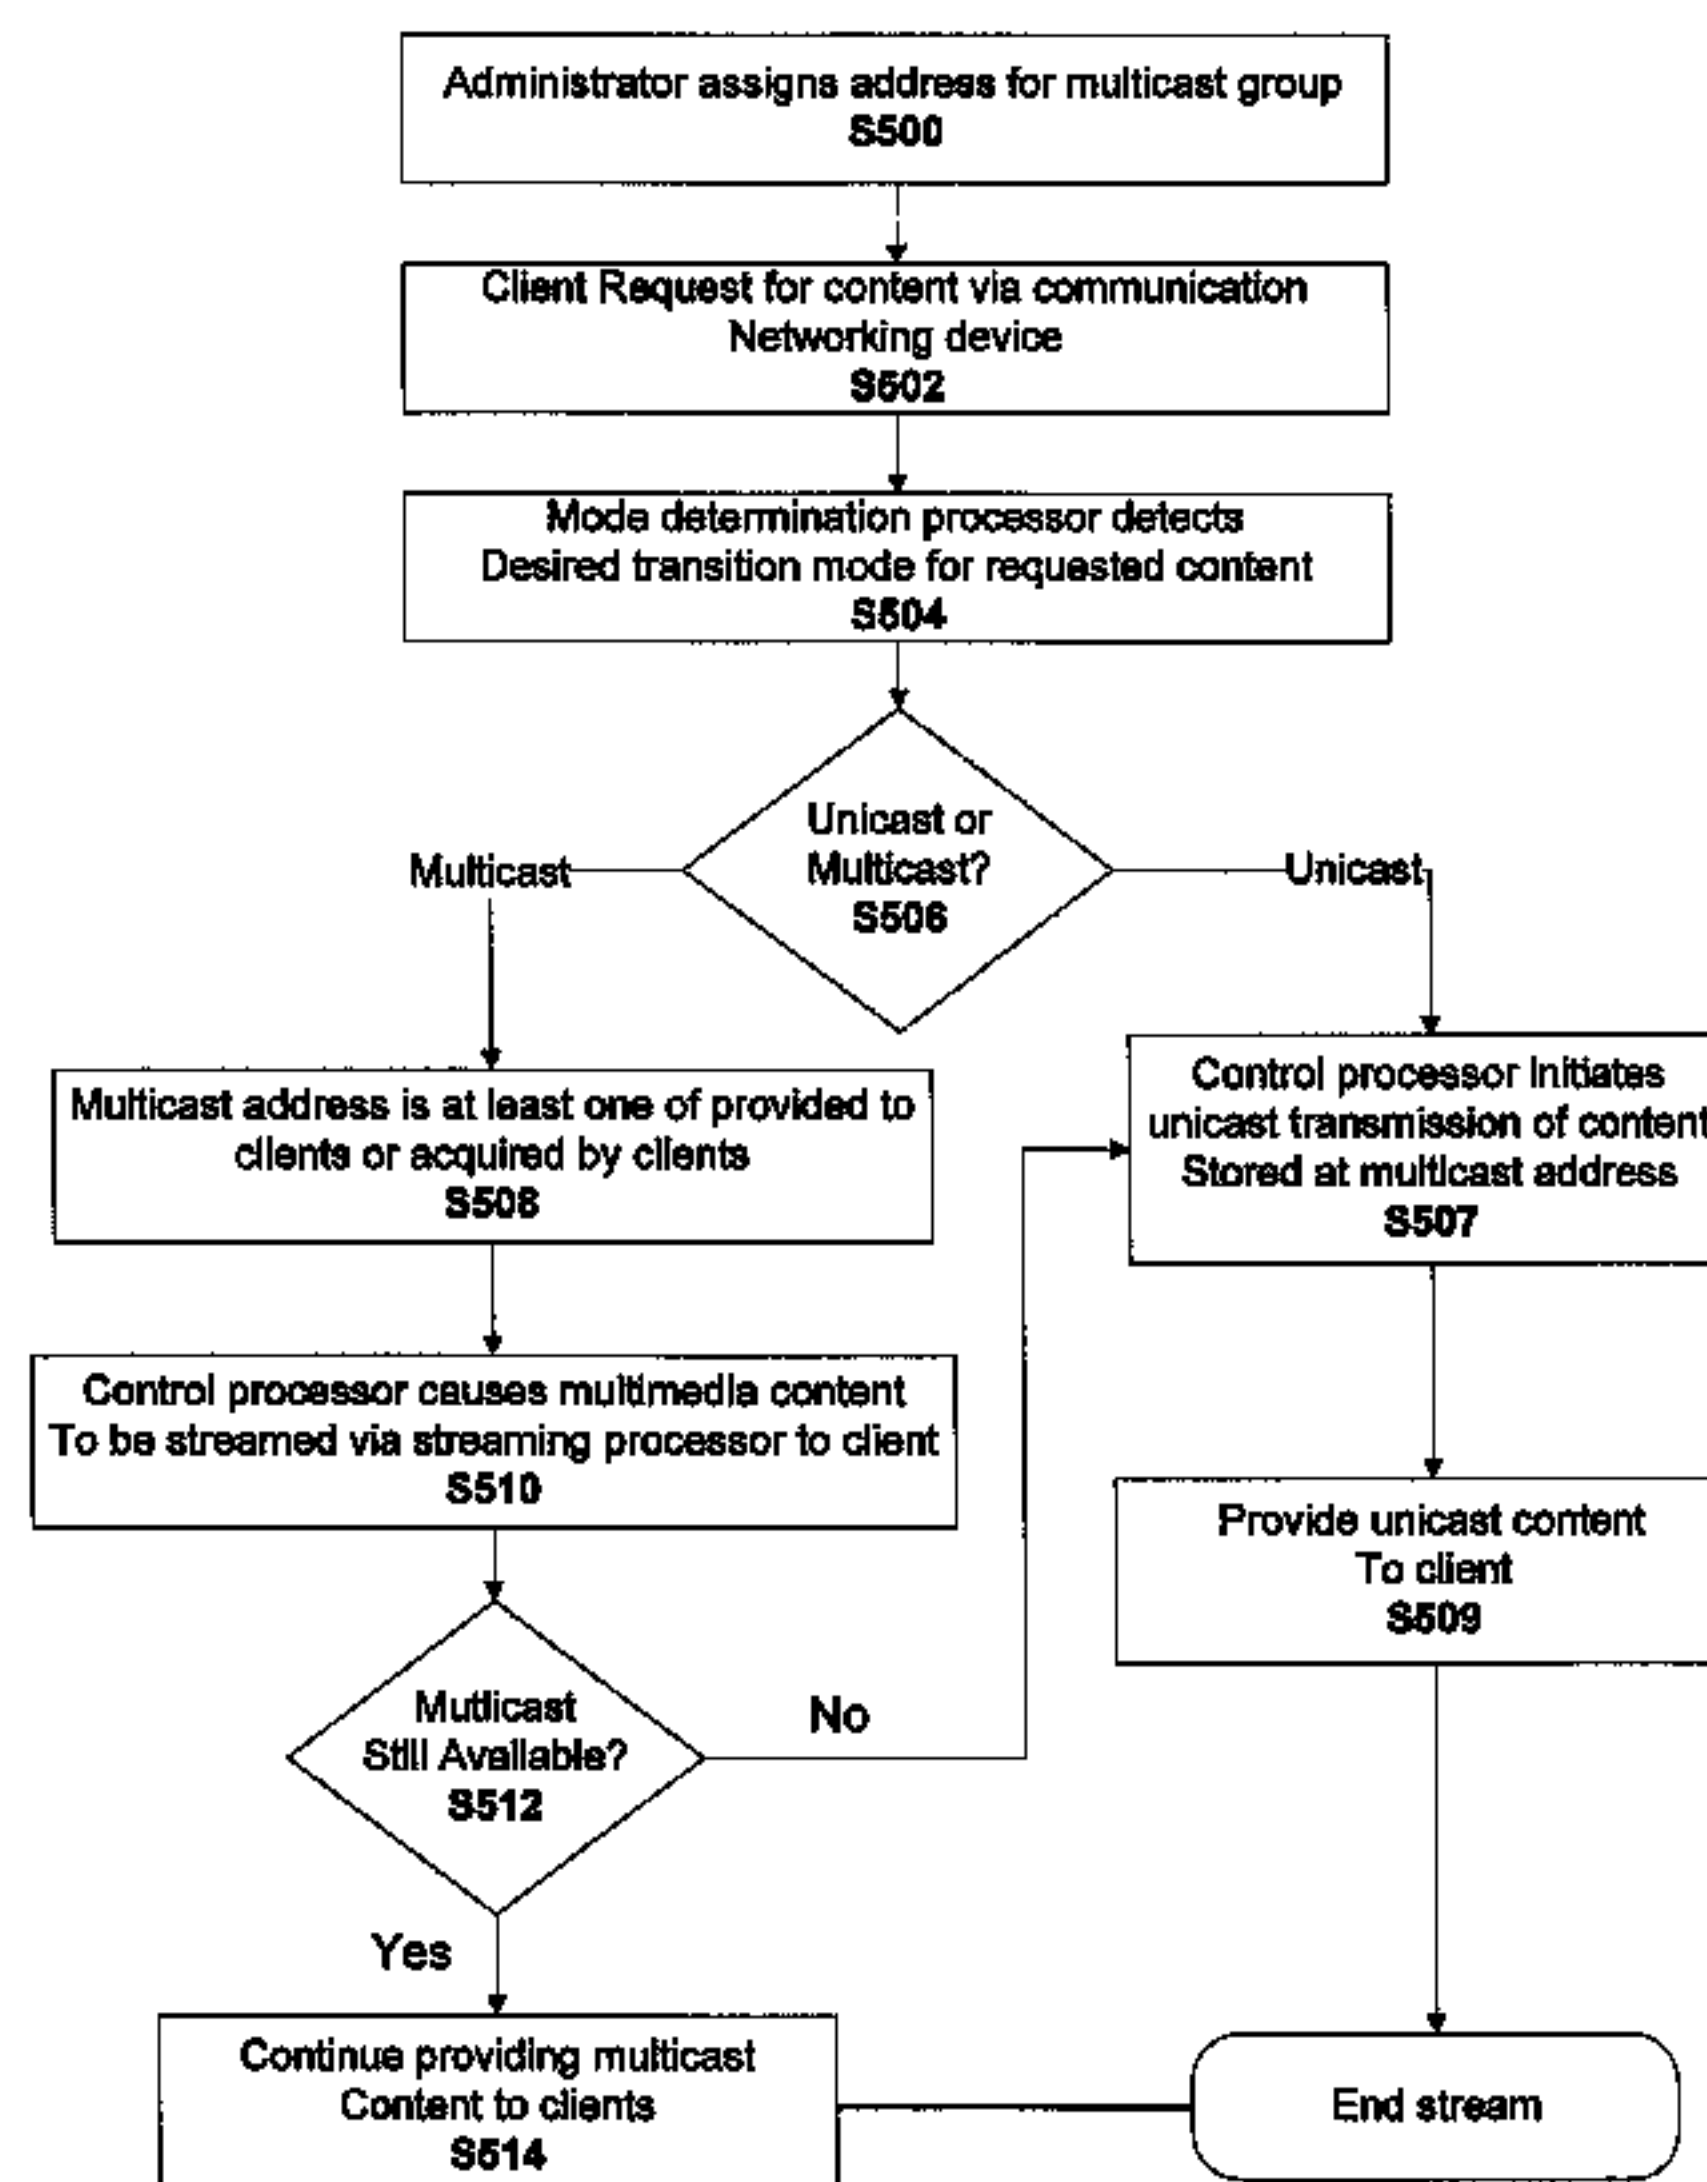 Administrator assigns address for multicast group
S500
Client Request for content via communication
Networking device
S502
Mode determination processor detects
Desired transition mode for requested content
S504
Unicast or
Multicast?
S506
Multicast
Unicast
Multicast address is at least one of provided to
clients or acquired by clients
S508
Control processor Initiates
unicast transmission of content
Stored at multicast address
S507
Control processor causes multimedia content
To be streamed via streaming processor to client
S510
Provide unicast content
To client
S509
Mutlicast
Still Available?
S512
No
Yes
Continue providing multicast
Content to clients
S514
End stream